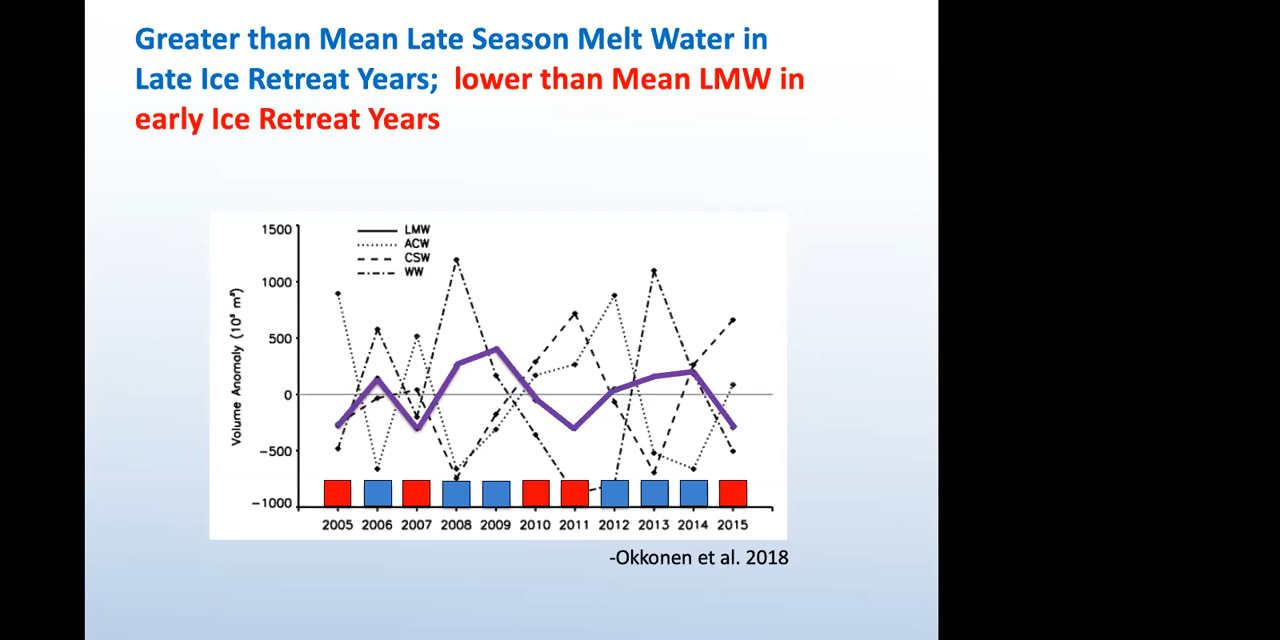 Greater than Mean Late Season Melt Water in
Late Ice Retreat Years; lower than Mean LMW in
early Ice Retreat Years
1500
1000
500
0
−500
−1000
Volume Anomoly (10³ m³)
LMW
ACW
CSW
WW
2005 2006 2007 2008 2009 2010 2011 2012 2013 2014 2015
-Okkonen et al. 2018